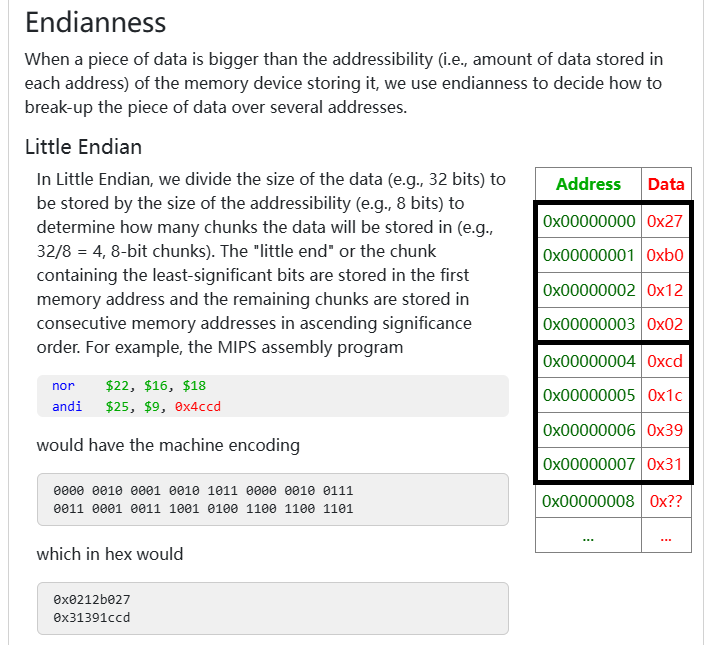 Endianness
When a piece of data is bigger than the addressibility (i.e., amount of data stored in
each address) of the memory device storing it, we use endianness to decide how to
break-up the piece of data over several addresses.
Little Endian
In Little Endian, we divide the size of the data (e.g., 32 bits) to
be stored by the size of the addressibility (e.g., 8 bits) to
determine how many chunks the data will be stored in (e.g.,
32/8 = 4, 8-bit chunks). The "little end" or the chunk
containing the least-significant bits are stored in the first
memory address and the remaining chunks are stored in
consecutive memory addresses in ascending significance
order. For example, the MIPS assembly program
nor $22, $16, $18
andi $25, $9, 0x4ccd
would have the machine encoding
0000 0010 0001 0010 1011 0000 0010 0111
0011 0001 0011 1001 0100 1100 1100 1101
which in hex would
0x0212b027
0x31391ccd
Address Data
0x00000000 0x27
0x00000001 0xb0
0x00000002 0x12
0x00000003 0x02
0x00000004 0xcd
0x00000005 0x1c
0x00000006 0x39
0x00000007 0x31
0x00000008 0x??
... ...